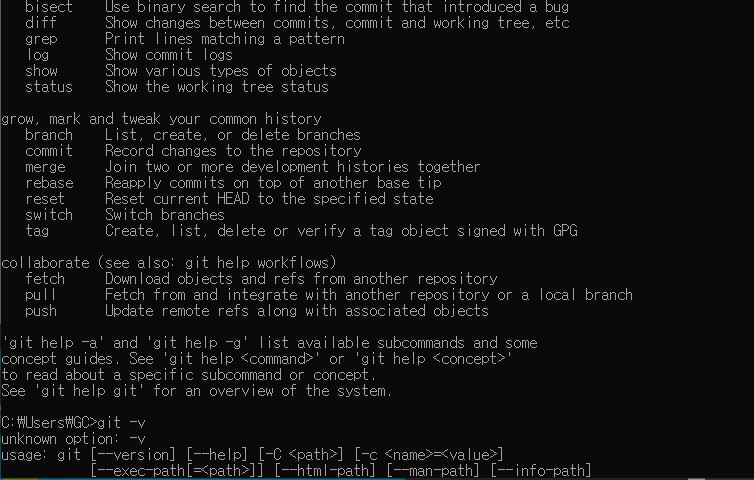 bisect    Use binary search to find the commit that introduced a bug
diff      Show changes between commits, commit and working tree, etc
grep      Print lines matching a pattern
log       Show commit logs
show      Show various types of objects
status    Show the working tree status

grow, mark and tweak your common history
branch    List, create, or delete branches
commit    Record changes to the repository
merge     Join two or more development histories together
rebase    Reapply commits on top of another base tip
reset     Reset current HEAD to the specified state
switch    Switch branches
tag       Create, list, delete or verify a tag object signed with GPG

collaborate (see also: git help workflows)
fetch     Download objects and refs from another repository
pull      Fetch from and integrate with another repository or a local branch
push      Update remote refs along with associated objects

'git help -a' and 'git help -g' list available subcommands and some
concept guides. See 'git help <command>' or 'git help <concept>'
to read about a specific subcommand or concept.
See 'git help git' for an overview of the system.

C:₩Users₩GC>git -v
unknown option: -v
usage: git [--version] [--help] [-C <path>] [-c <name>=<value>]
[--exec-path[=<path>]] [--html-path] [--man-path] [--info-path]